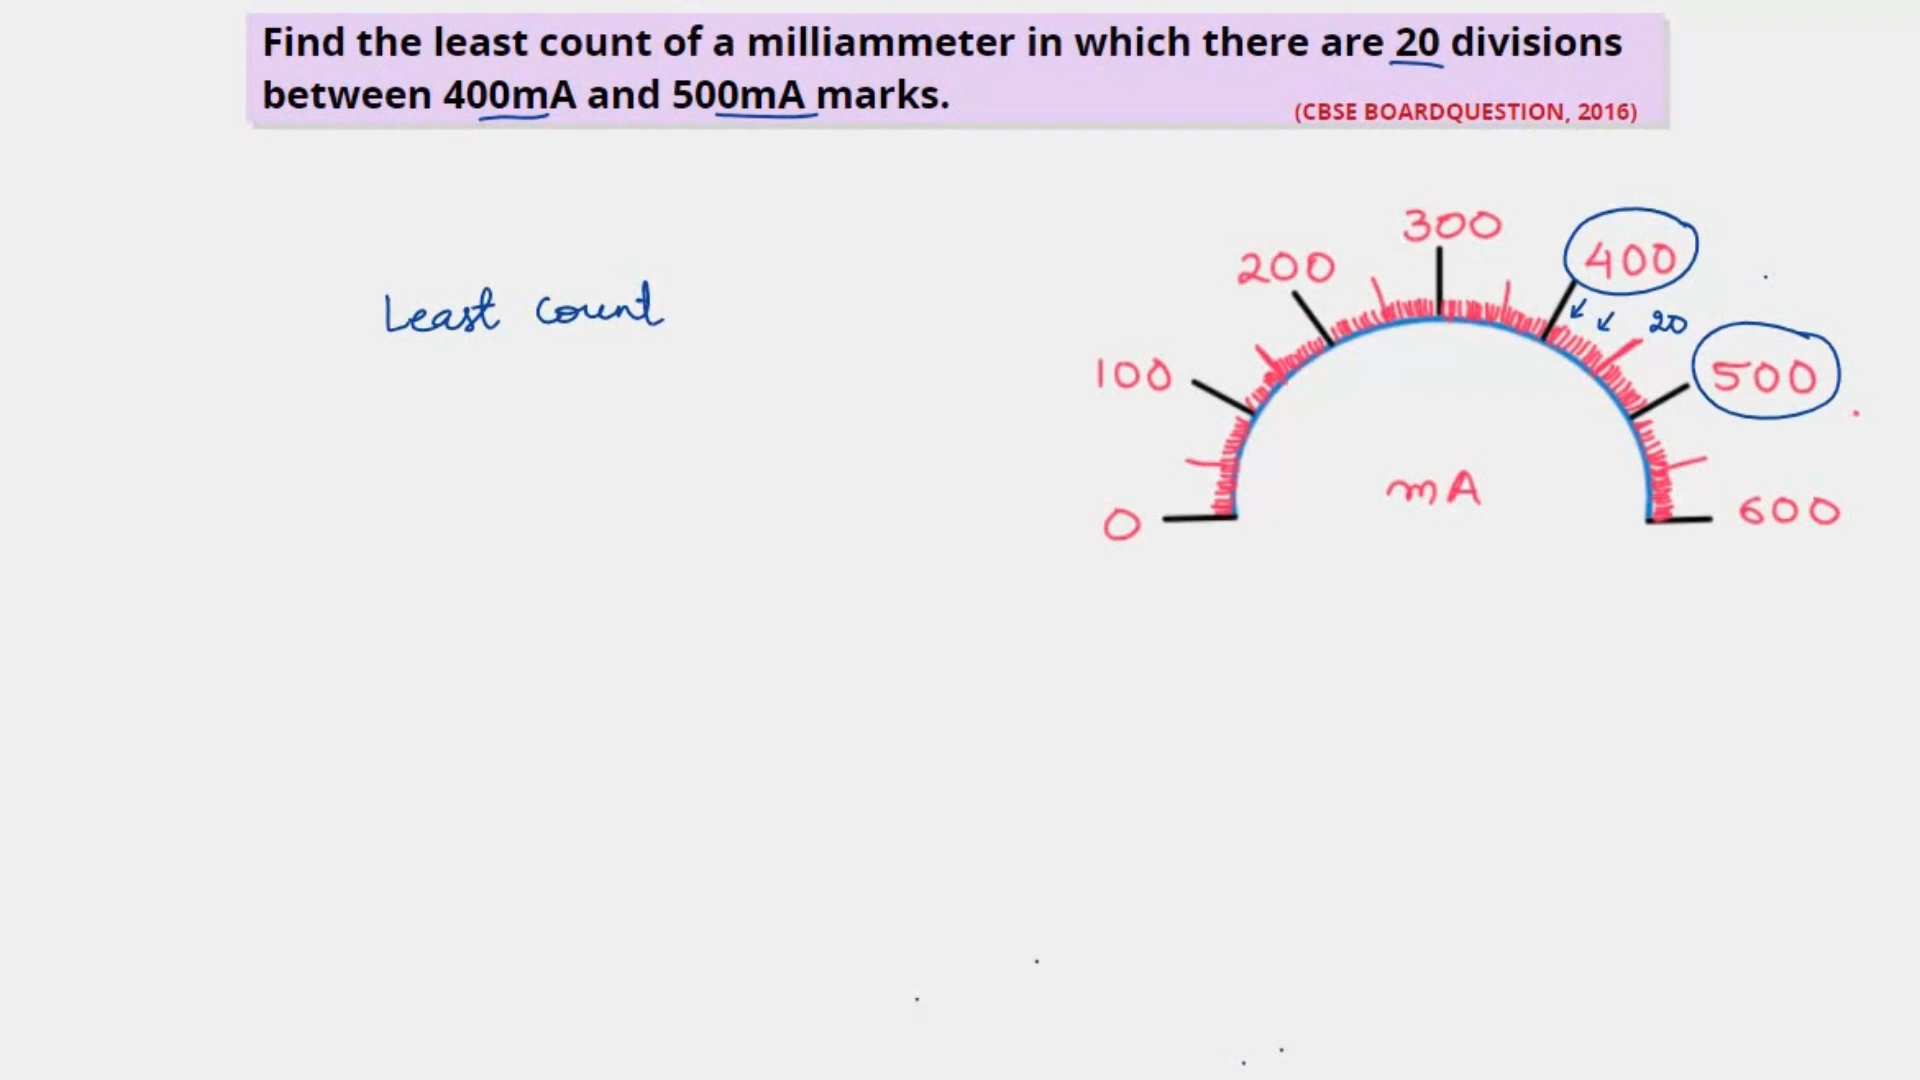 Find the least count of a milliammeter in which there are 20 divisions
between 400mA and 500mA marks.
(CBSE BOARDQUESTION, 2016)
300
400
200
Least count
20
100
500
mA
0
600